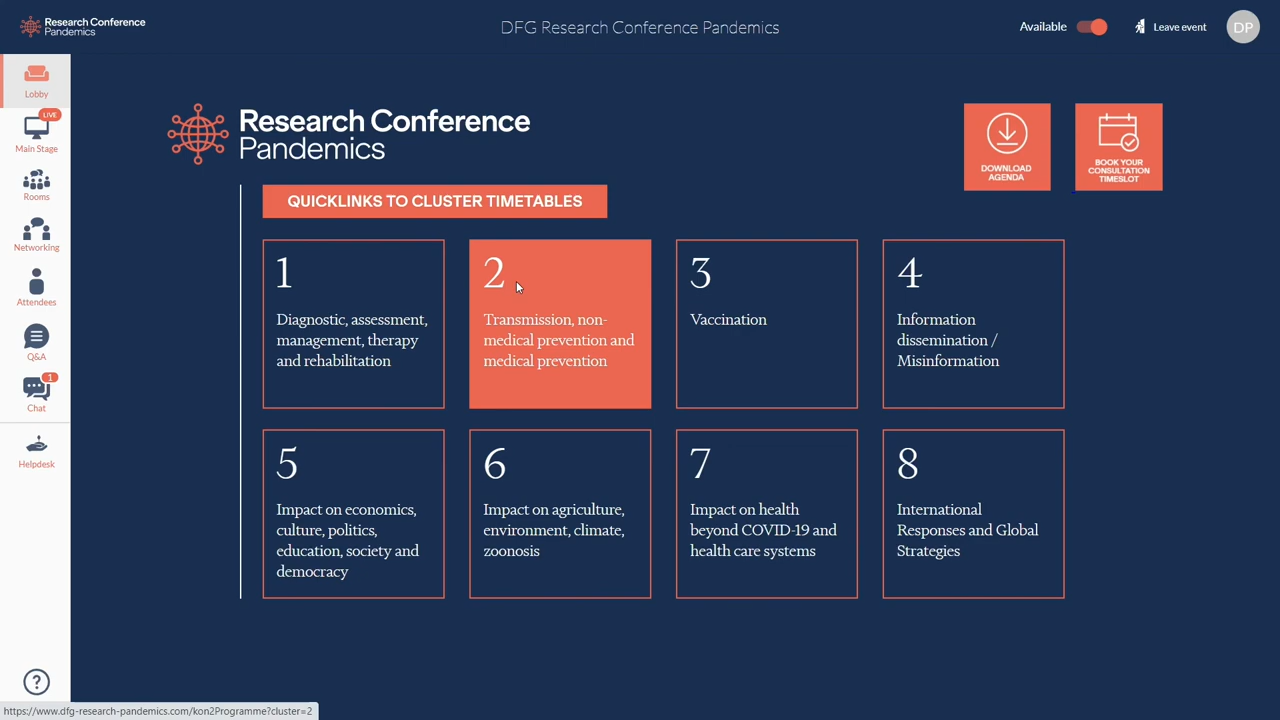 Research Conference
Pandemics
DFG Research Conference Pandemics
Available
Leave event
DP
Lobby
LIVE
Main Stage
Rooms
Networking
Attendees
Q&A
1
Chat
Helpdesk
?
Research Conference
Pandemics
DOWNLOAD
AGENDA
BOOK YOUR
CONSULTATION
TIMESLOT
QUICKLINKS TO CLUSTER TIMETABLES
1
Diagnostic, assessment,
management, therapy
and rehabilitation
2
Transmission, non-
medical prevention and
medical prevention
3
Vaccination
4
Information
dissemination /
Misinformation
5
Impact on economics,
culture, politics,
education, society and
democracy
6
Impact on agriculture,
environment, climate,
zoonosis
7
Impact on health
beyond COVID-19 and
health care systems
8
International
Responses and Global
Strategies
https://www.dfg-research-pandemics.com/kon2Programme?cluster=2